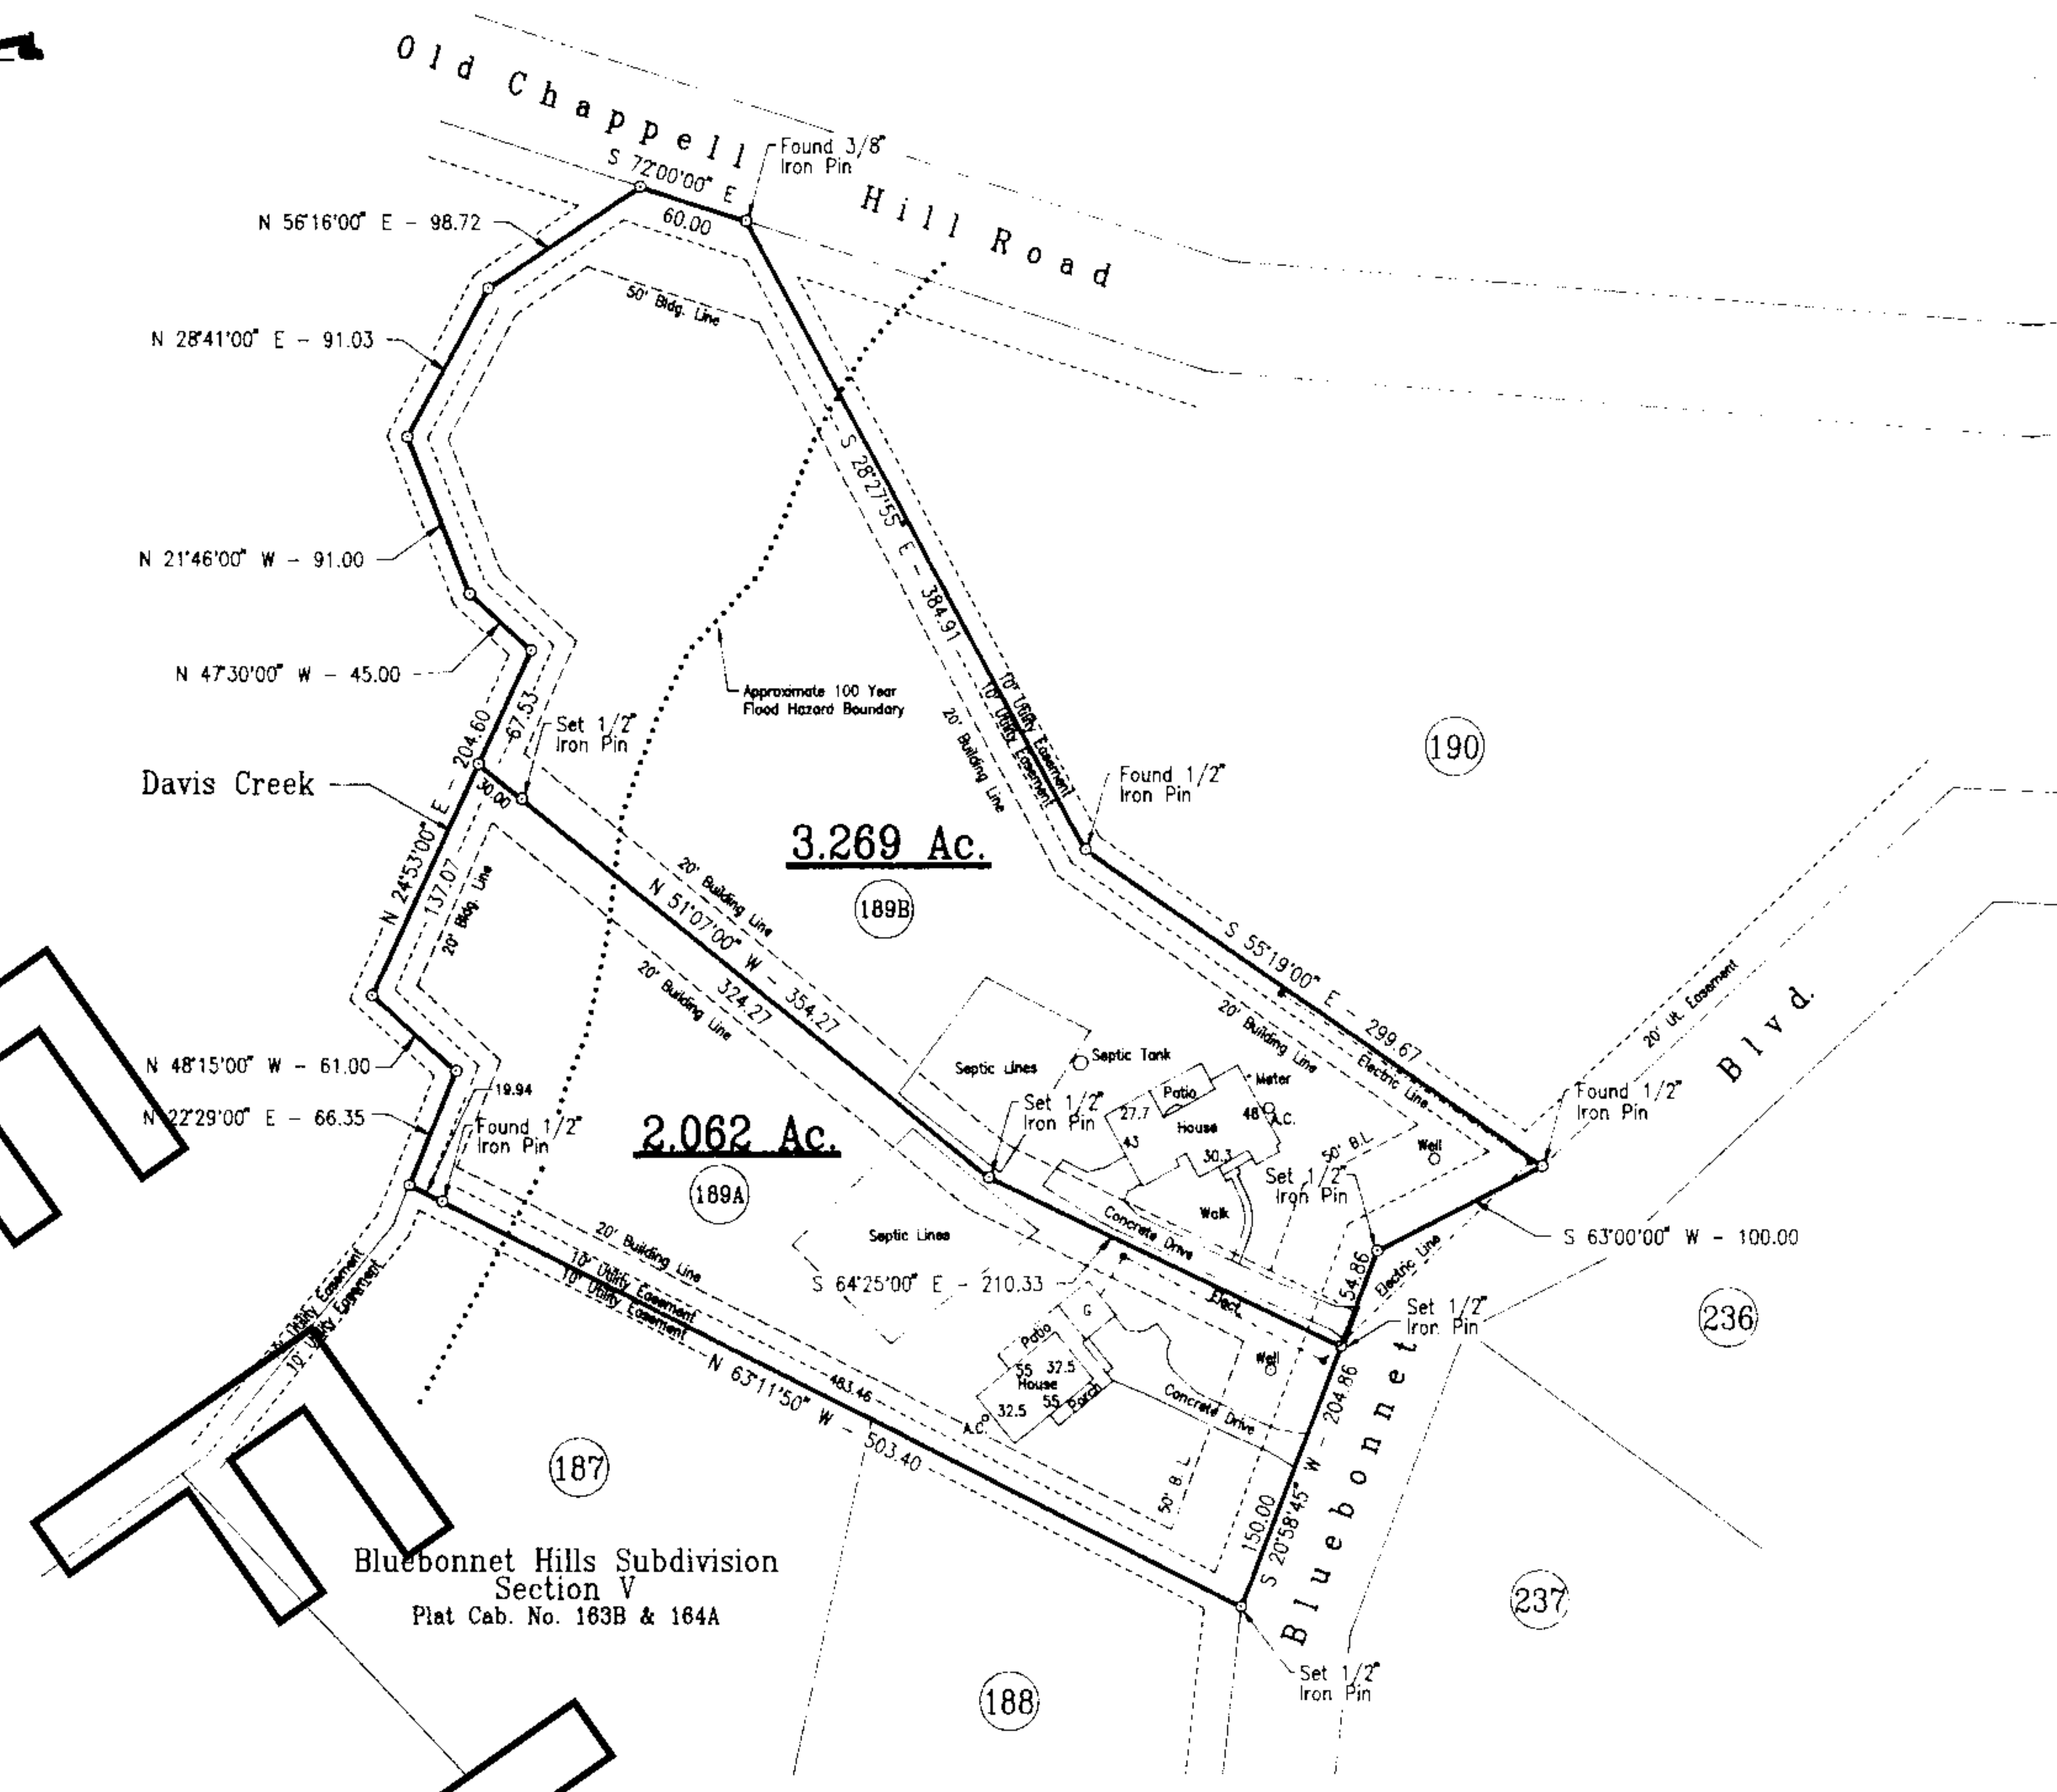 Old Chappell Hill Road
Found 3/8"
Iron Pin
S 72°00'00" E
60.00
N 56°16'00" E - 98.72
50' Bldg. Line
N 28°41'00" E - 91.03
S 28°27'55" E - 384.91
N 21°46'00" W - 91.00
N 47°30'00" W - 45.00
Approximate 100 Year
Flood Hazard Boundary
10' Utility Easement
10' Utility Easement
20' Building Line
67.53
Set 1/2"
Iron Pin
190
Davis Creek
30.00
N 24°53'00" E - 204.60
137.07
20' Bldg. Line
Found 1/2"
Iron Pin
3.269 Ac.
189B
20' Building Line
N 51°07'00" W - 354.27
324.27
20' Building Line
S 55°19'00" E - 299.67
20' Building Line
Electric Line
20' Ut. Easement
Blvd.
N 48°15'00" W - 61.00
19.94
N 22°29'00" E - 66.35
Found 1/2"
Iron Pin
Septic Lines
Septic Tank
Meter
Patio
27.7
House
48
A.C.
43
30.3
Set 1/2"
Iron Pin
50' B.L.
Well
Found 1/2"
Iron Pin
2.062 Ac.
189A
Set 1/2"
Iron Pin
Walk
Concrete Drive
S 63°00'00" W - 100.00
Septic Lines
20' Building Line
10' Utility Easement
10' Utility Easement
S 64°25'00" E - 210.33
54.86
Electric Line
Elect.
Set 1/2"
Iron Pin
236
10' Utility Easement
G
Patio
55
32.5
House
32.5
55
Porch
A.C.
Well
Concrete Drive
483.46
N 63°11'50" W - 503.40
50' B.L.
150.00
S 20°58'45" W - 204.86
Bluebonnet
187
Bluebonnet Hills Subdivision
Section V
Plat Cab. No. 163B & 164A
237
188
Set 1/2"
Iron Pin